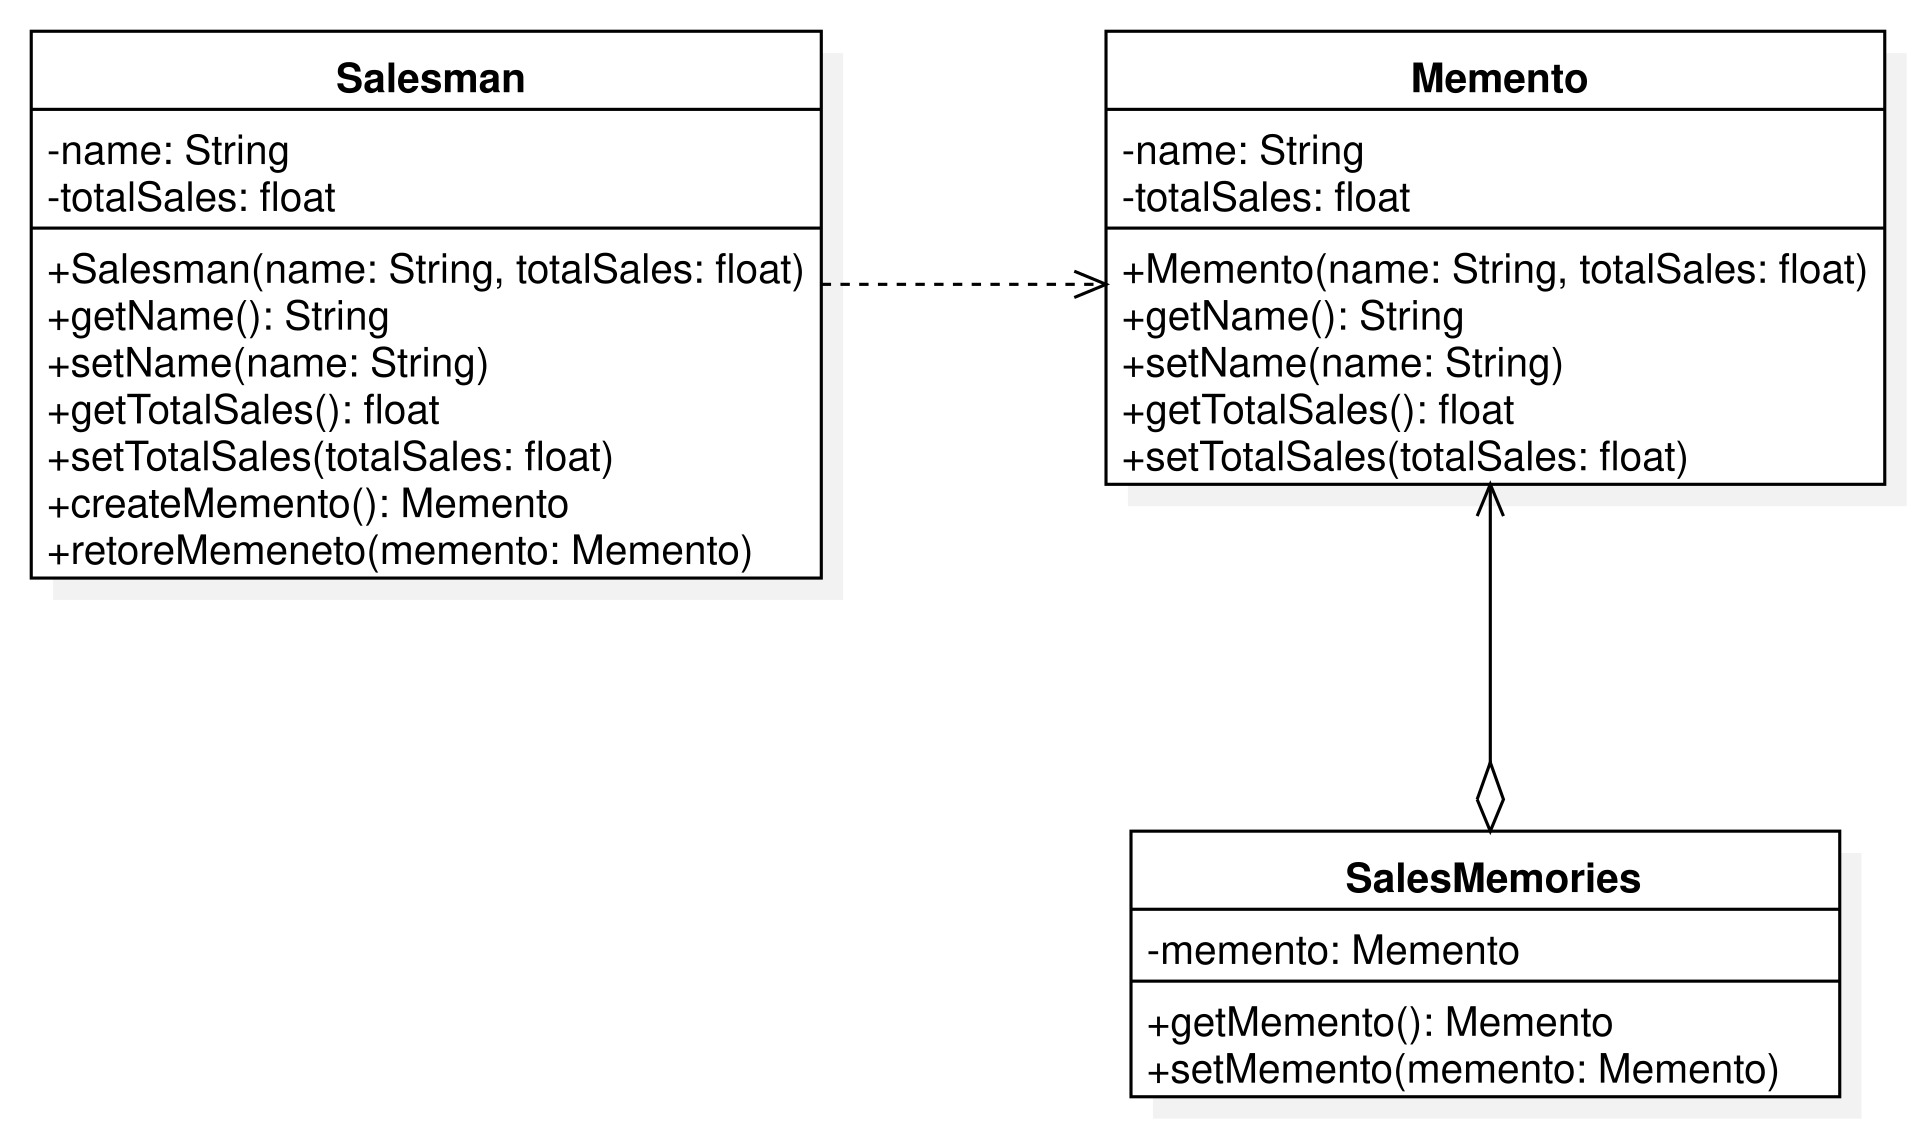 Salesman
-name: String
-totalSales: float
+Salesman(name: String, totalSales: float)
+getName(): String
+setName(name: String)
+getTotalSales(): float
+setTotalSales(totalSales: float)
+createMemento(): Memento
+retoreMemeneto(memento: Memento)
Memento
-name: String
-totalSales: float
+Memento(name: String, totalSales: float)
+getName(): String
+setName(name: String)
+getTotalSales(): float
+setTotalSales(totalSales: float)
SalesMemories
-memento: Memento
+getMemento(): Memento
+setMemento(memento: Memento)